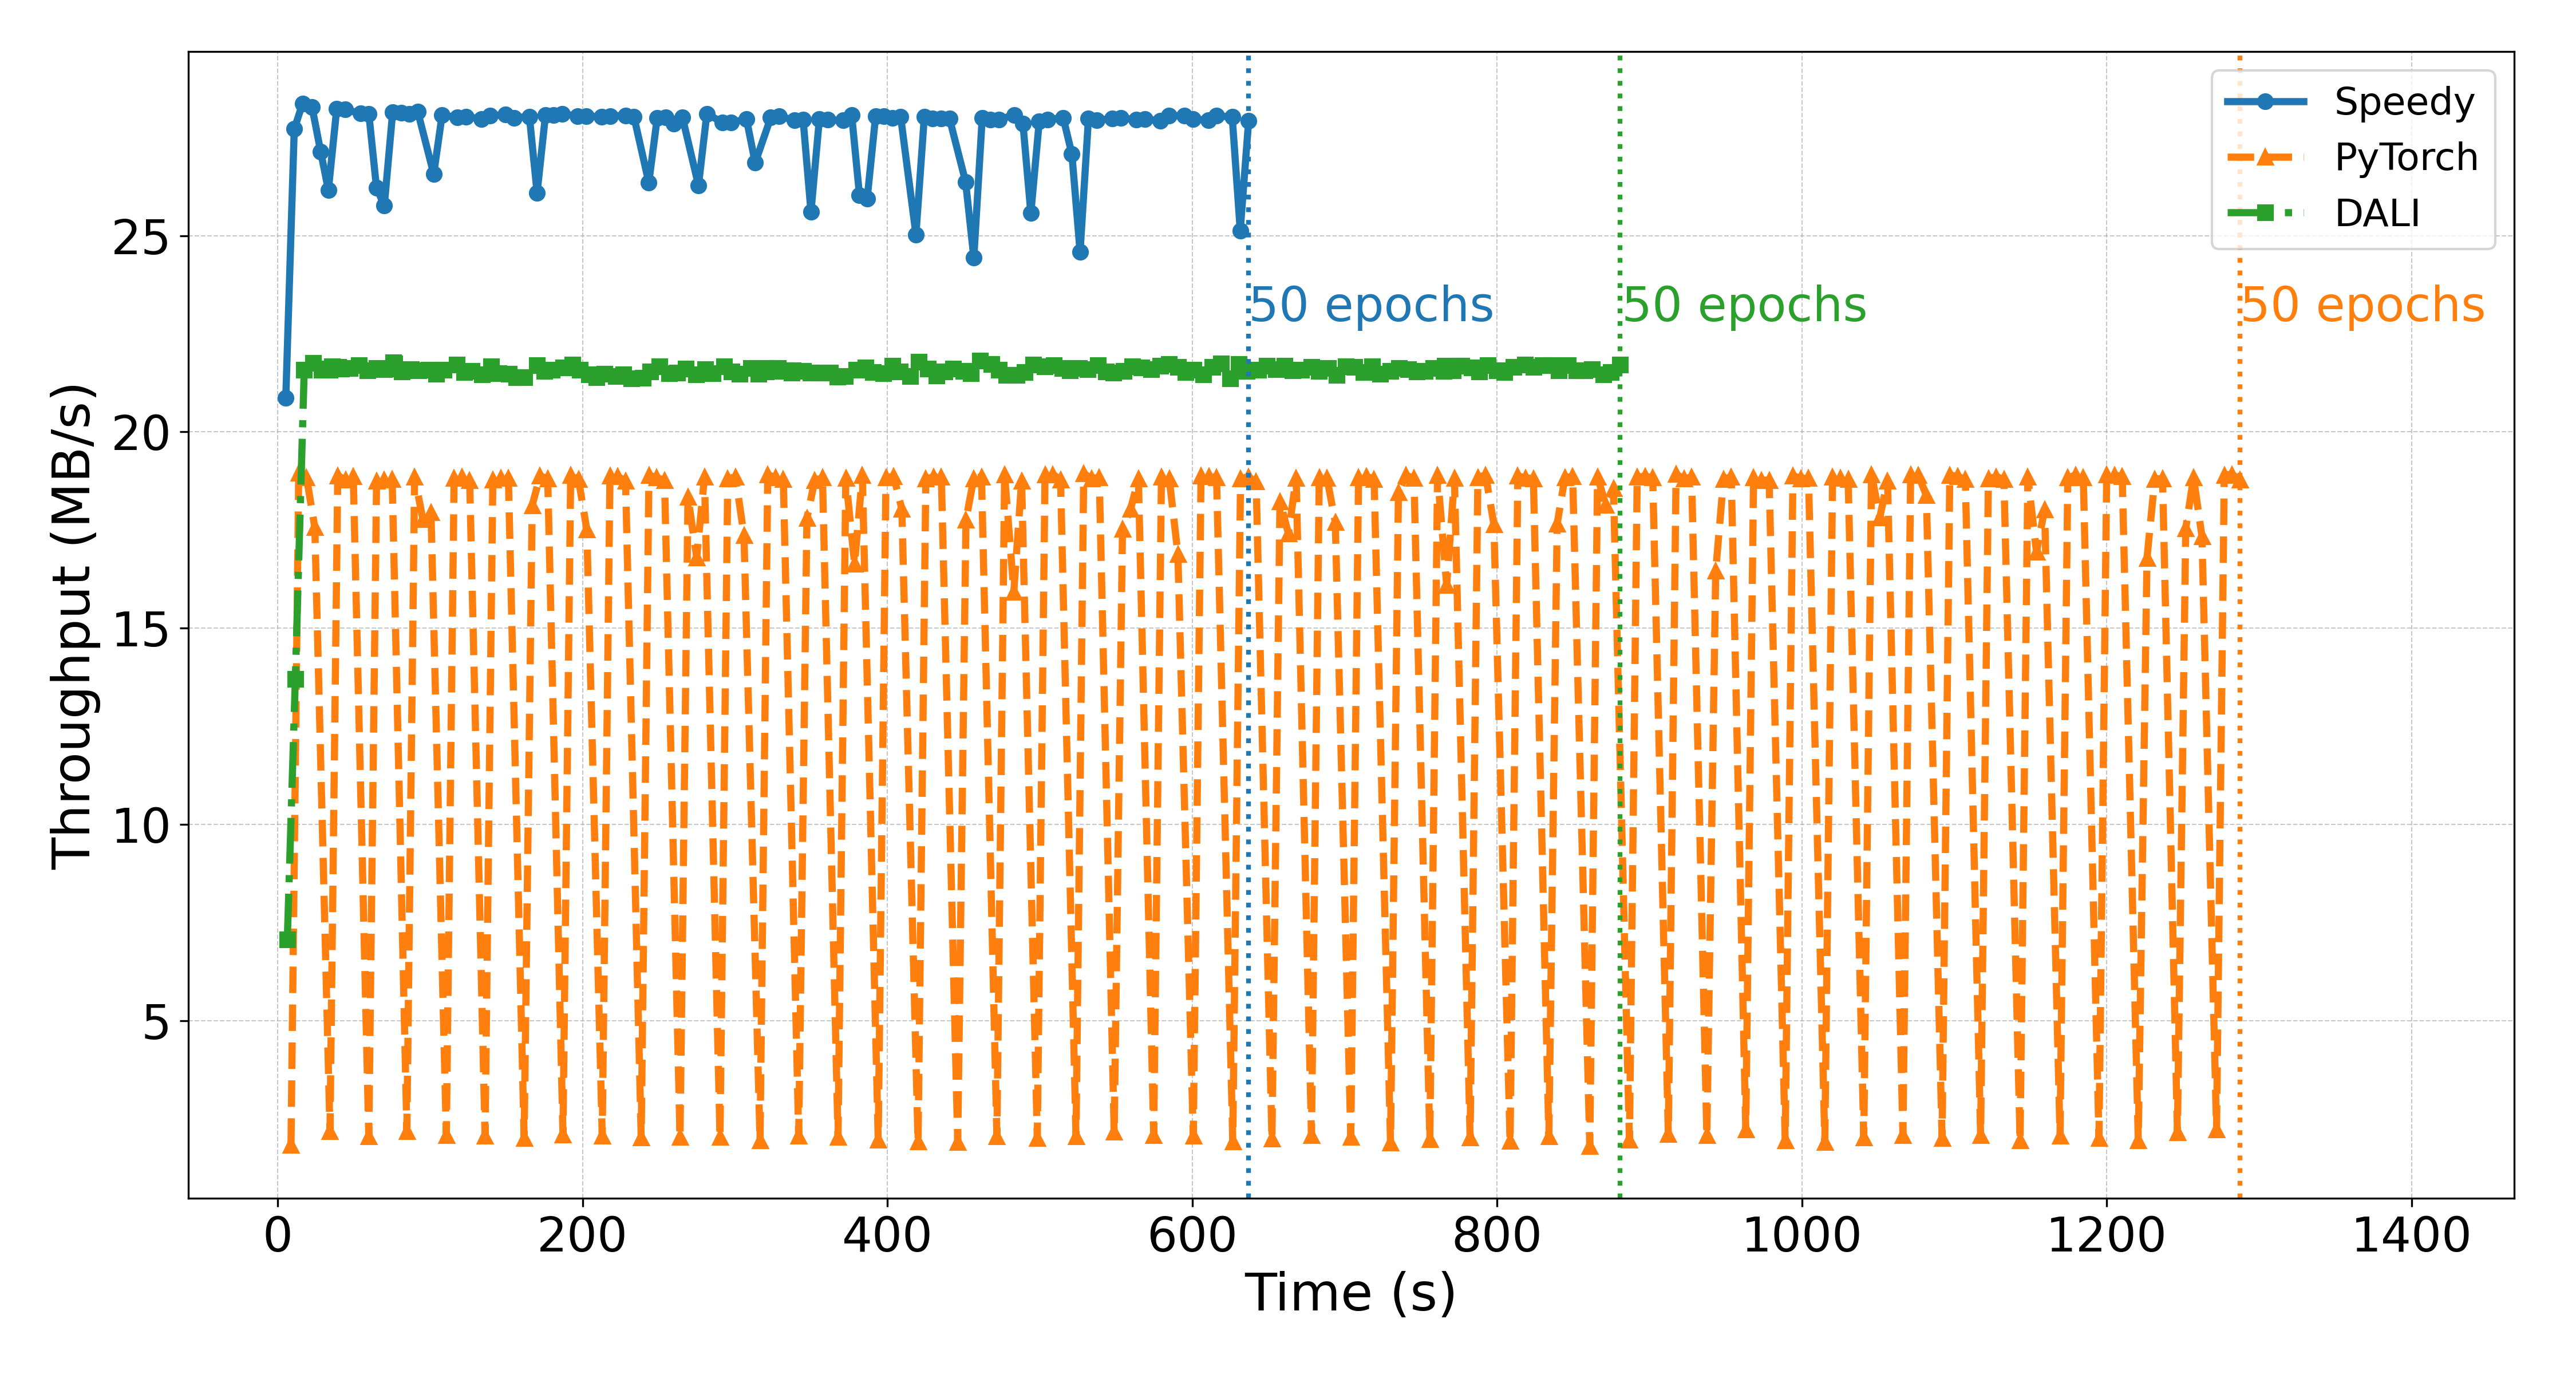 Speedy
PyTorch
DALI
50 epochs
50 epochs
50 epochs
Throughput (MB/s)
25
20
15
10
5
0
200
400
600
800
1000
1200
1400
Time (s)